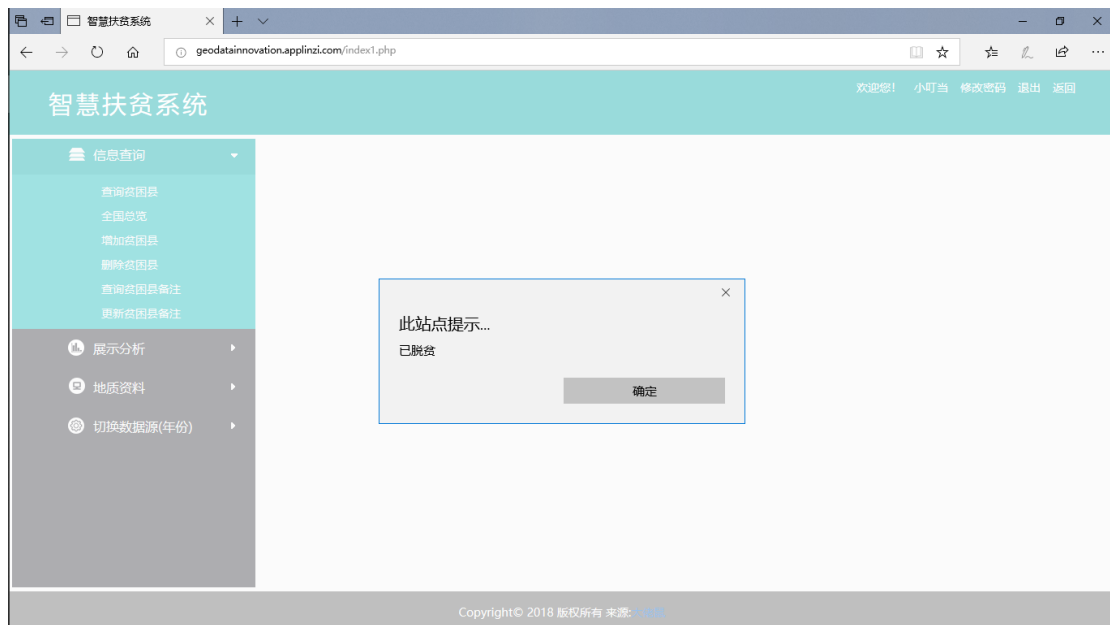 智慧扶贫系统
geodatainnovation.applinzi.com/index1.php
智慧扶贫系统
欢迎您! 小叮当 修改密码 退出 返回
信息查询
查询贫困县
全国总览
增加贫困县
删除贫困县
查询贫困县备注
更新贫困县备注
展示分析
地质资料
切换数据源(年份)
此站点提示...
已脱贫
确定
Copyright© 2018 版权所有 来源: